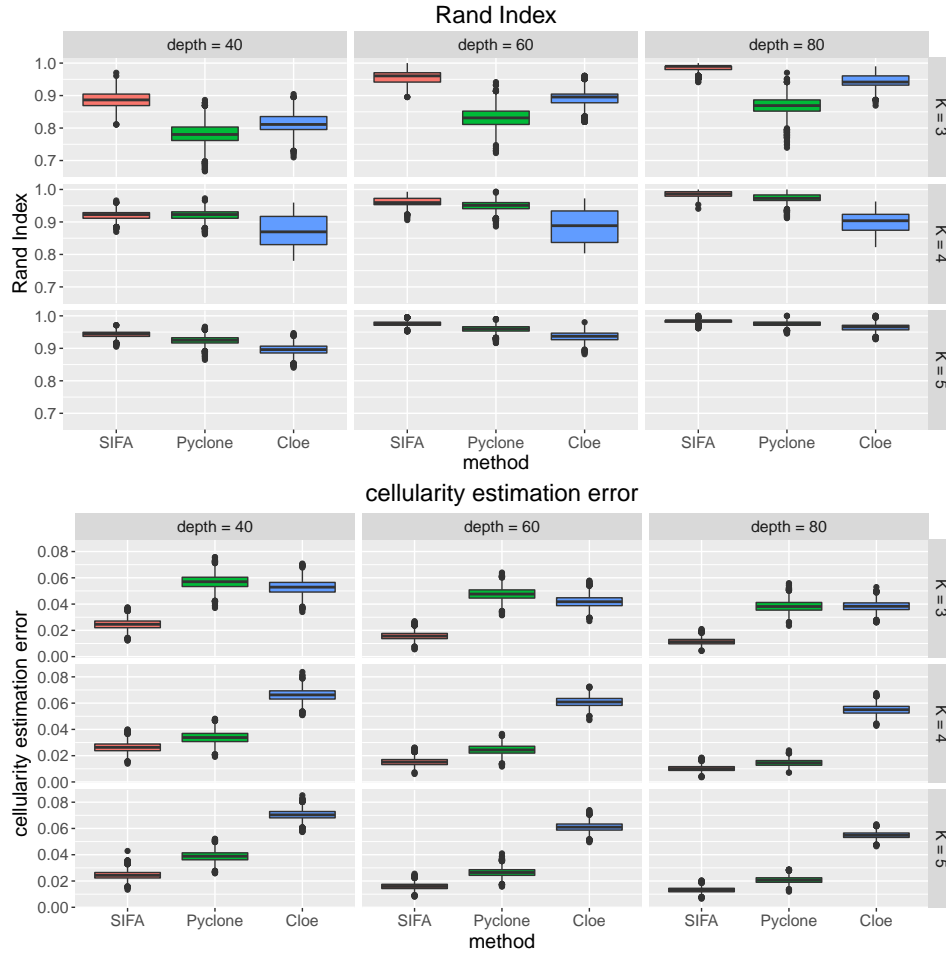 Rand Index
depth = 40
depth = 60
depth = 80
1.0
0.9
0.8
0.7
K = 3
1.0
0.9
0.8
0.7
K = 4
1.0
0.9
0.8
0.7
K = 5
Rand Index
SIFA Pyclone Cloe
SIFA Pyclone Cloe
SIFA Pyclone Cloe
method
cellularity estimation error
depth = 40
depth = 60
depth = 80
0.08
0.06
0.04
0.02
0.00
K = 3
0.08
0.06
0.04
0.02
0.00
K = 4
0.08
0.06
0.04
0.02
0.00
K = 5
cellularity estimation error
SIFA Pyclone Cloe
SIFA Pyclone Cloe
SIFA Pyclone Cloe
method